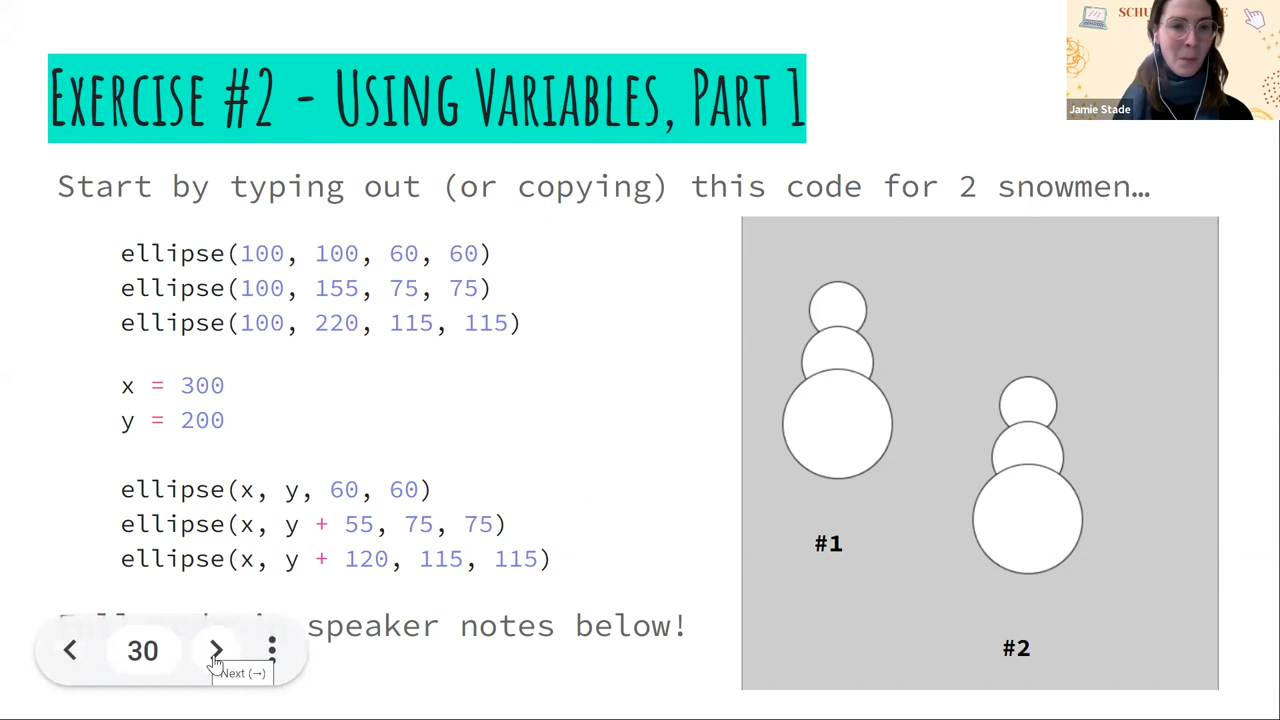 SCHU
E
Jamie Stade
Exercise #2 - Using Variables, Part 1
Start by typing out (or copying) this code for 2 snowmen…
ellipse(100, 100, 60, 60)
ellipse(100, 155, 75, 75)
ellipse(100, 220, 115, 115)
x = 300
y = 200
ellipse(x, y, 60, 60)
ellipse(x, y + 55, 75, 75)
ellipse(x, y + 120, 115, 115)
#1
#2
speaker notes below!
30
Next (→)